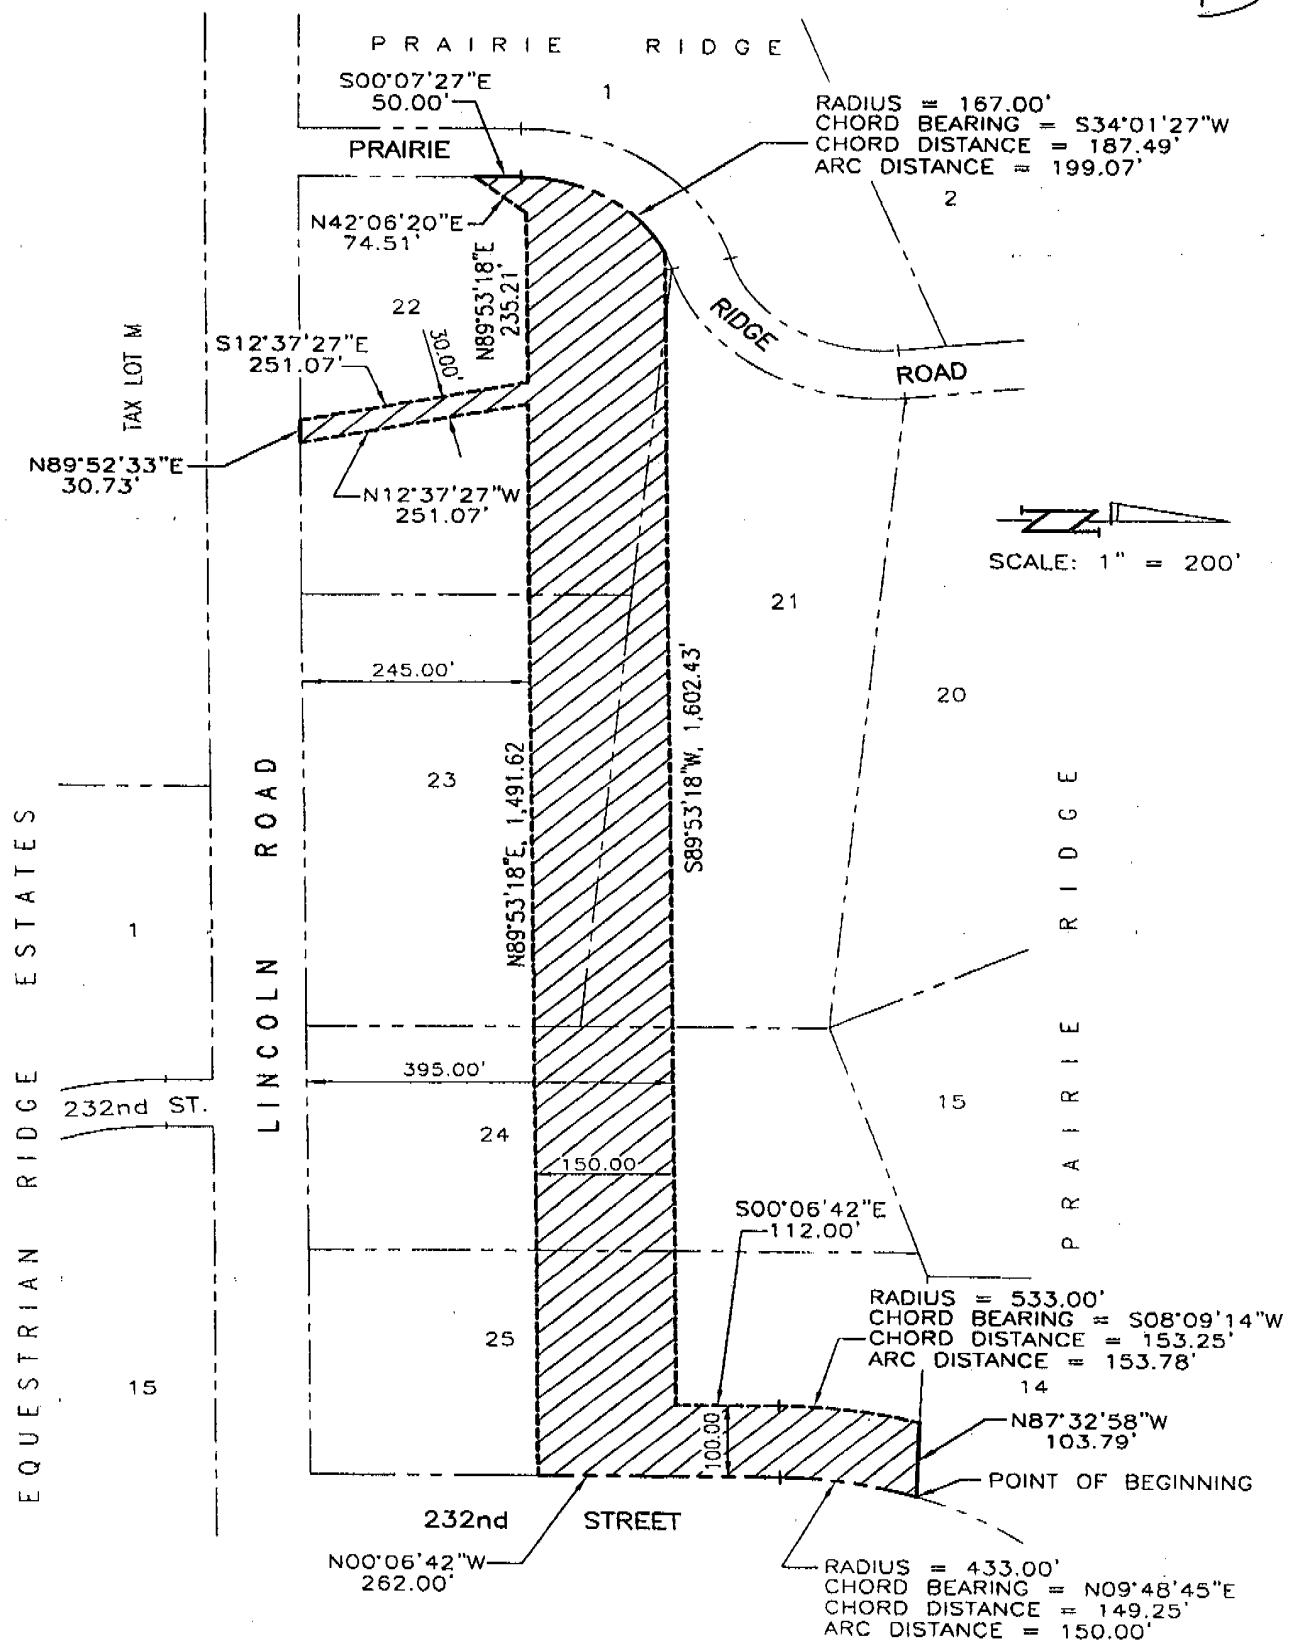 PRAIRIE RIDGE
S00°07'27"E
50.00'
1
RADIUS = 167.00'
CHORD BEARING = S34°01'27"W
CHORD DISTANCE = 187.49'
ARC DISTANCE = 199.07'
PRAIRIE
2
N42°06'20"E
74.51'
N89°53'18"E
235.21'
22
30.00'
RIDGE
ROAD
TAX LOT M
S12°37'27"E
251.07'
N89°52'33"E
30.73'
N12°37'27"W
251.07'
SCALE: 1" = 200'
21
245.00'
20
S89°53'18"W, 1,602.43'
23
N89°53'18"E, 1,491.62
LINCOLN ROAD
EQUESTRIAN RIDGE ESTATES
1
PRAIRIE RIDGE
395.00'
232nd ST.
15
24
150.00
S00°06'42"E
112.00'
RADIUS = 533.00'
CHORD BEARING = S08°09'14"W
CHORD DISTANCE = 153.25'
ARC DISTANCE = 153.78'
25
15
14
100.00
N87°32'58"W
103.79'
POINT OF BEGINNING
232nd STREET
N00°06'42"W
262.00'
RADIUS = 433.00'
CHORD BEARING = N09°48'45"E
CHORD DISTANCE = 149.25'
ARC DISTANCE = 150.00'